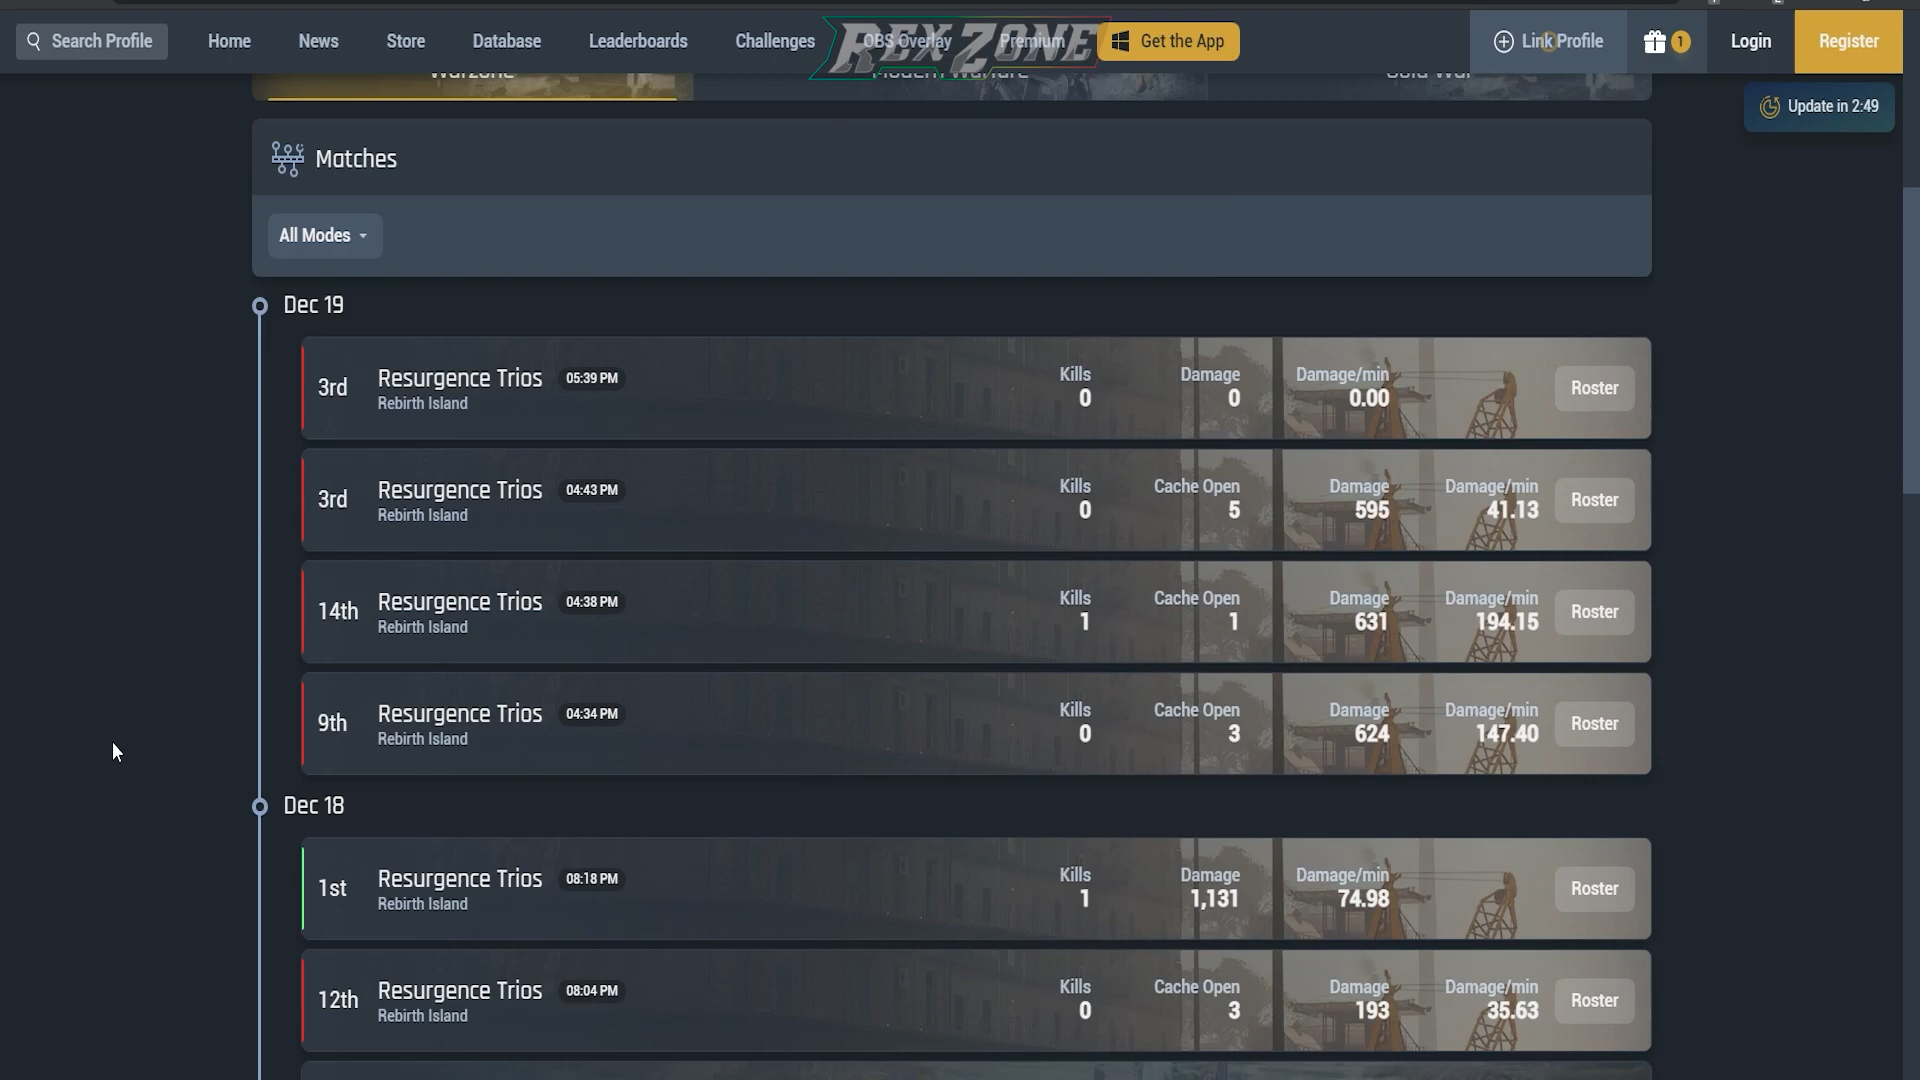 Search Profile Home News Store Database Leaderboards Challenges OBS Overlay Premium Get the App Link Profile 1 Login Register
REX ZONE
Warzone Modern Warfare Cold War
Update in 2:49
Matches
All Modes
Dec 19
3rd Resurgence Trios 05:39 PM Kills Damage Damage/min Roster
Rebirth Island 0 0 0.00
3rd Resurgence Trios 04:43 PM Kills Cache Open Damage Damage/min Roster
Rebirth Island 0 5 595 41.13
14th Resurgence Trios 04:38 PM Kills Cache Open Damage Damage/min Roster
Rebirth Island 1 1 631 194.15
9th Resurgence Trios 04:34 PM Kills Cache Open Damage Damage/min Roster
Rebirth Island 0 3 624 147.40
Dec 18
1st Resurgence Trios 08:18 PM Kills Damage Damage/min Roster
Rebirth Island 1 1,131 74.98
12th Resurgence Trios 08:04 PM Kills Cache Open Damage Damage/min Roster
Rebirth Island 0 3 193 35.63